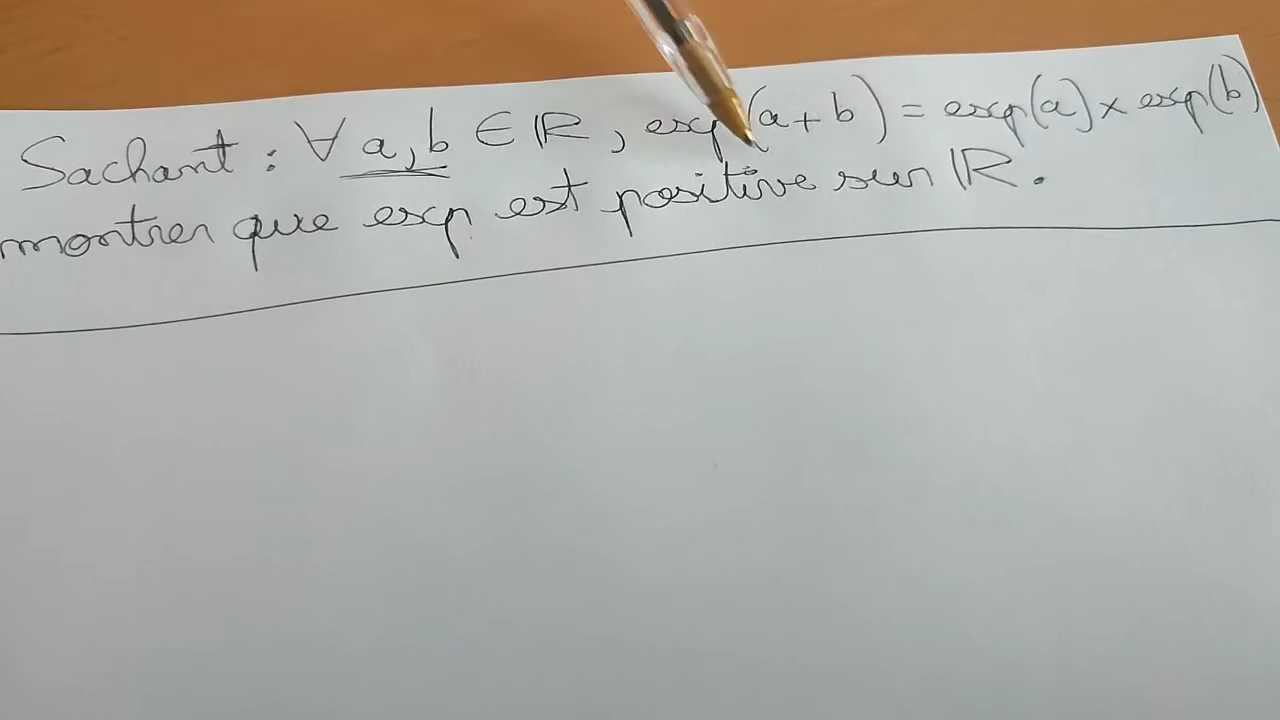 Sachant : ∀ a, b ∈ ℝ, exp(a+b) = exp(a) × exp(b)
montrer que exp est positive sur ℝ.